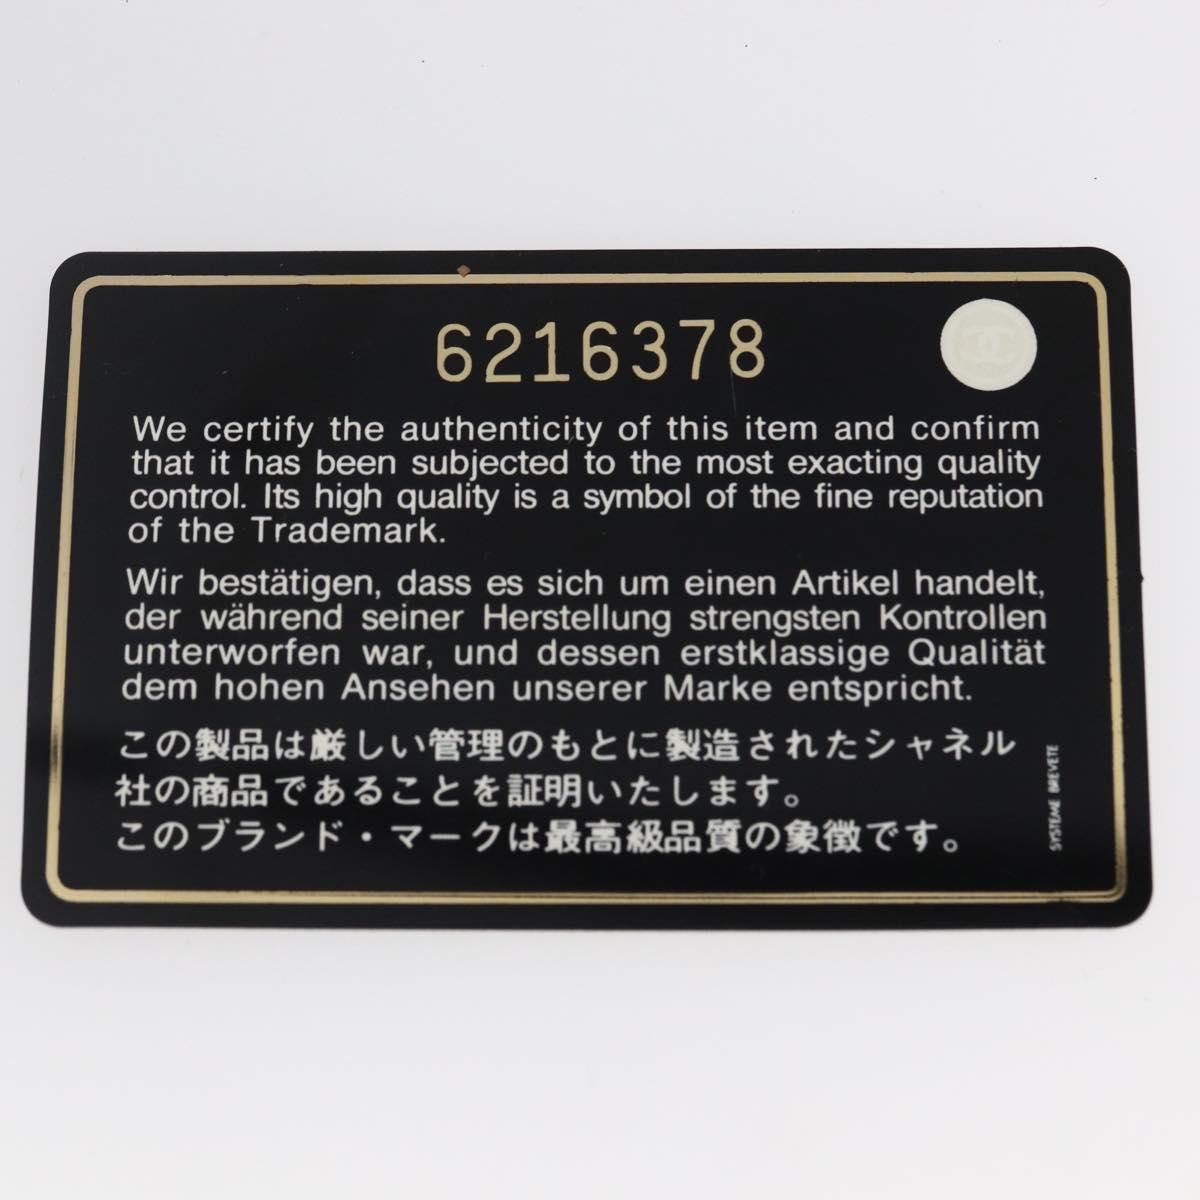 6216378
We certify the authenticity of this item and confirm
that it has been subjected to the most exacting quality
control. Its high quality is a symbol of the fine reputation
of the Trademark.
Wir bestätigen, dass es sich um einen Artikel handelt,
der während seiner Herstellung strengsten Kontrollen
unterworfen war, und dessen erstklassige Qualität
dem hohen Ansehen unserer Marke entspricht.
この製品は厳しい管理のもとに製造されたシャネル
社の商品であることを証明いたします。
このブランド・マークは最高級品質の象徴です。
SYSTEME BREVETE